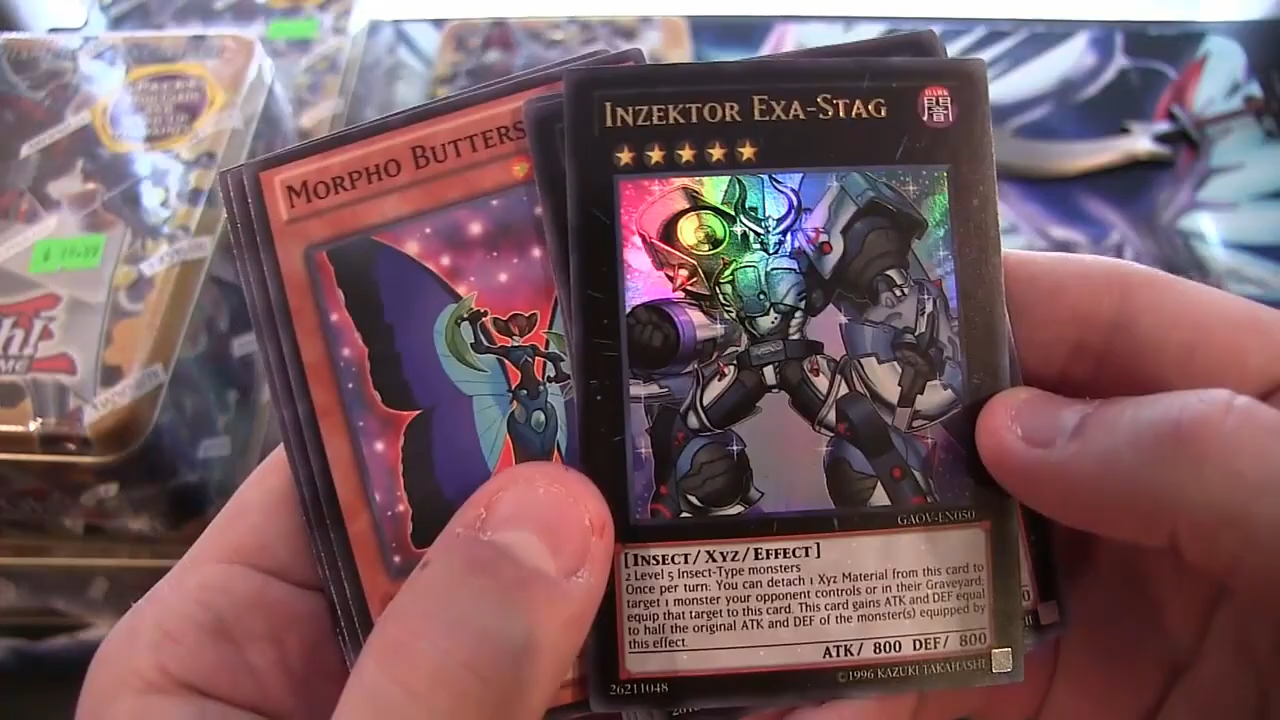 MORPHO BUTTERS
INZEKTOR EXA-STAG
DARK
闇
GAOV-EN050
[INSECT/XYZ/EFFECT]
2 Level 5 Insect-Type monsters
Once per turn: You can detach 1 Xyz Material from this card to
target 1 monster your opponent controls or in their Graveyard;
equip that target to this card. This card gains ATK and DEF equal
to half the original ATK and DEF of the monster(s) equipped by
this effect.
ATK/ 800 DEF/ 800
26211048
©1996 KAZUKI TAKAHASHI